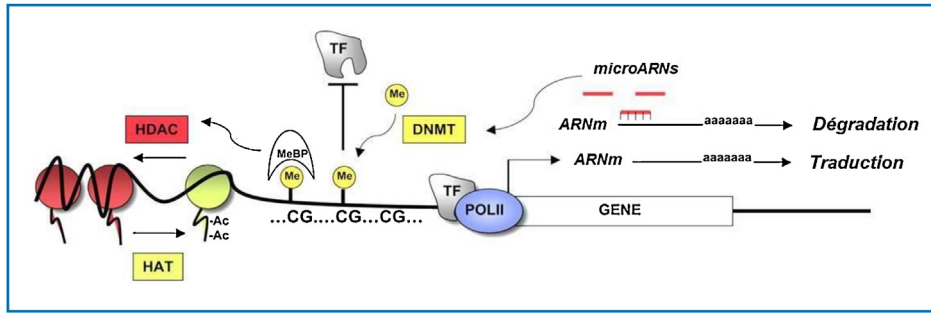 TF
Me
microARNs
HDAC
DNMT
ARNm
aaaaaaa
Dégradation
MeBP
Me
Me
ARNm
aaaaaaa
Traduction
TF
POLII
GENE
-Ac
-Ac
...CG....CG...CG...
HAT